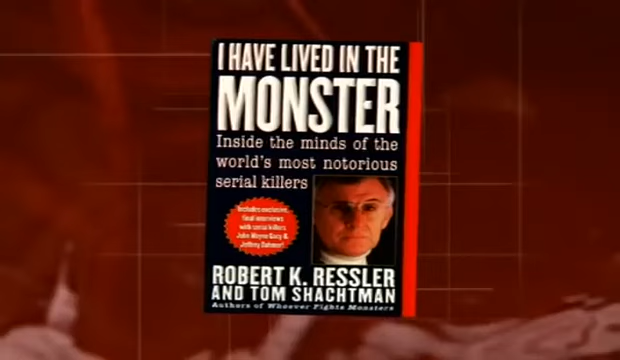 I HAVE LIVED IN THE
MONSTER
Inside the minds of the
world's most notorious
serial killers
Includes exclusive,
final interviews
with serial killers
John Wayne Gacy &
Jeffrey Dahmer!
ROBERT K. RESSLER
AND TOM SHACHTMAN
Authors of Whoever Fights Monsters